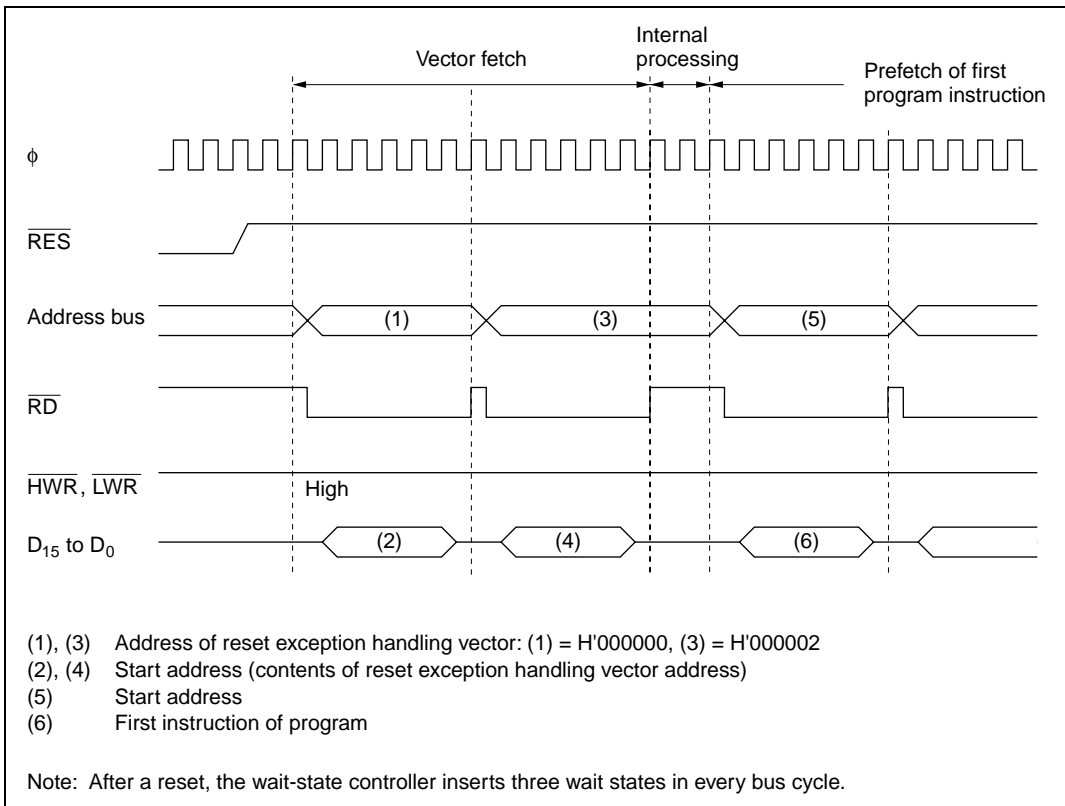 Vector fetch
Internal
processing
Prefetch of first
program instruction
ϕ
RES
Address bus
(1)
(3)
(5)
RD
HWR, LWR
High
D15 to D0
(2)
(4)
(6)
(1), (3) Address of reset exception handling vector: (1) = H'000000, (3) = H'000002
(2), (4) Start address (contents of reset exception handling vector address)
(5) Start address
(6) First instruction of program
Note: After a reset, the wait-state controller inserts three wait states in every bus cycle.